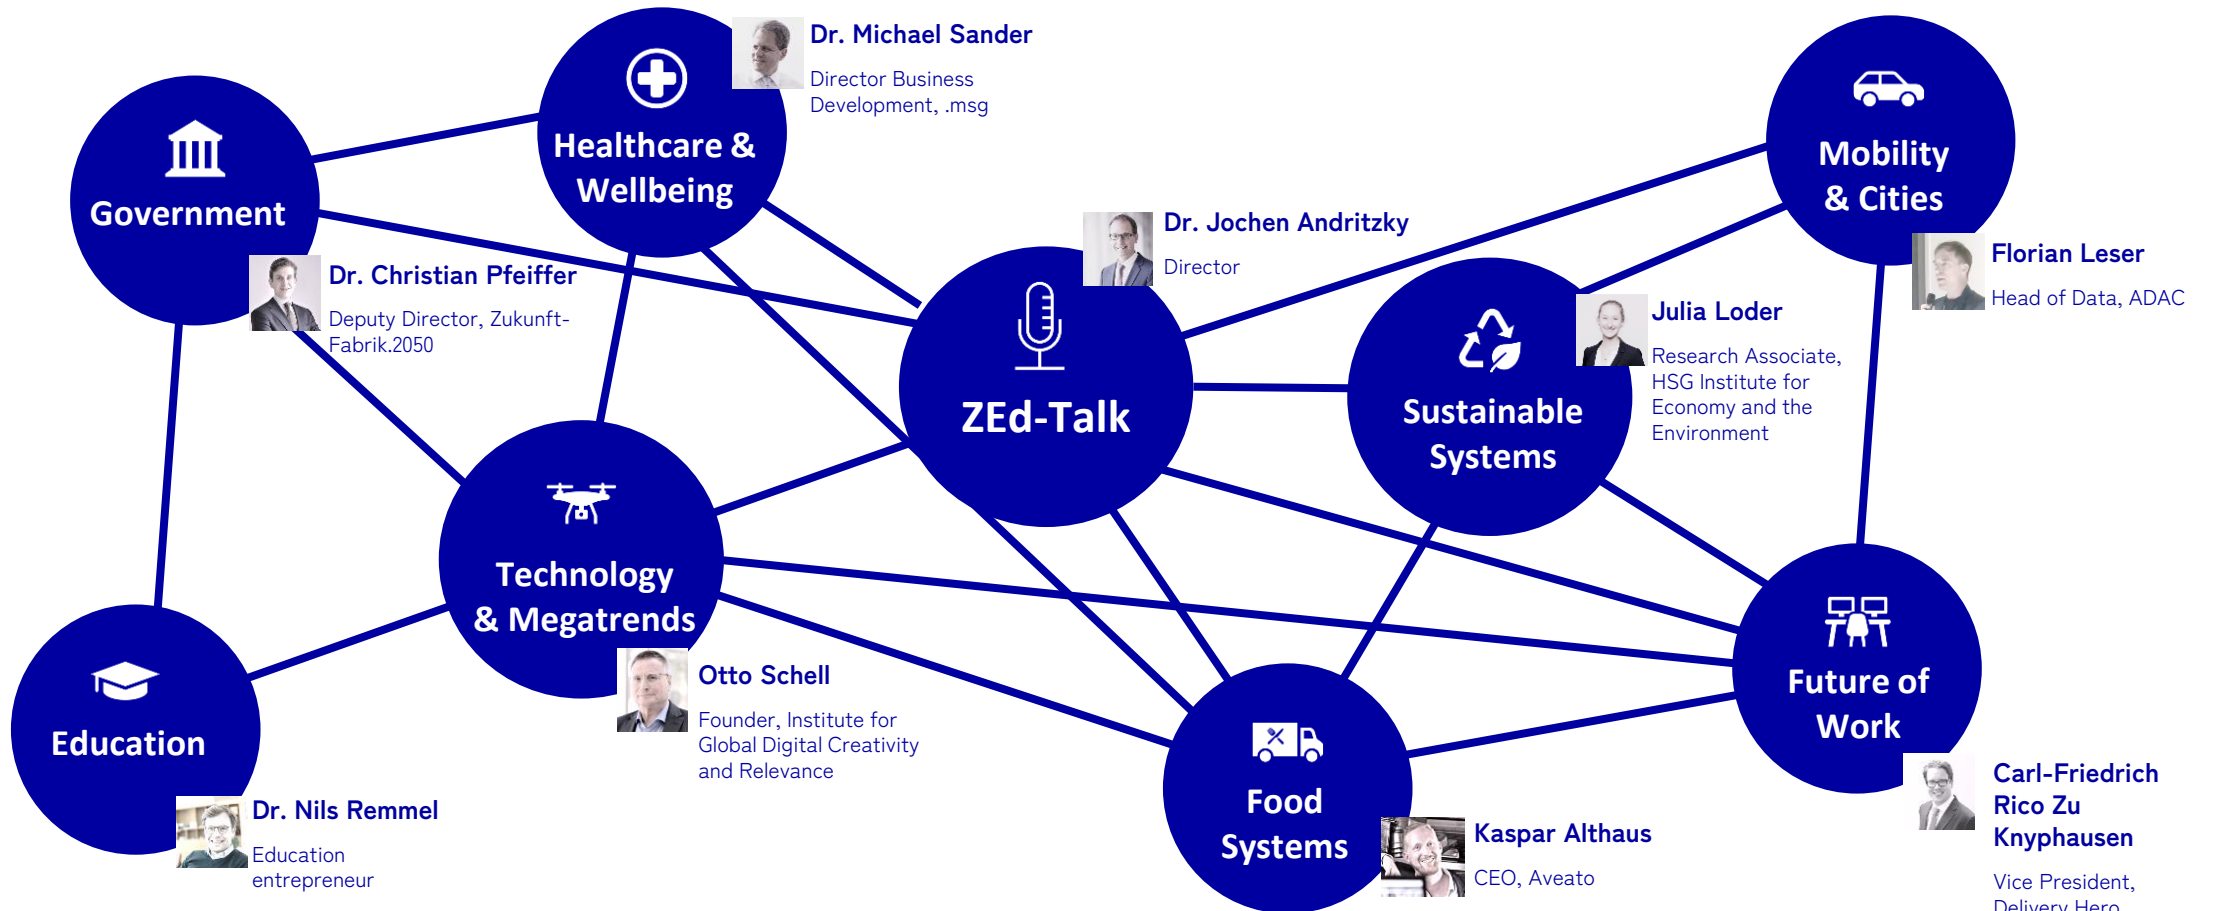 Dr. Michael Sander
Director Business
Development, .msg
Healthcare &
Wellbeing
Mobility
& Cities
Government
Dr. Jochen Andritzky
Director
Florian Leser
Head of Data, ADAC
Dr. Christian Pfeiffer
Deputy Director, Zukunft-
Fabrik.2050
ZEd-Talk
Julia Loder
Research Associate,
HSG Institute for
Economy and the
Environment
Sustainable
Systems
Technology
& Megatrends
Otto Schell
Founder, Institute for
Global Digital Creativity
and Relevance
Future of
Work
Education
Dr. Nils Remmel
Education
entrepreneur
Food
Systems
Kaspar Althaus
CEO, Aveato
Carl-Friedrich
Rico Zu
Knyphausen
Vice President,
Delivery Hero